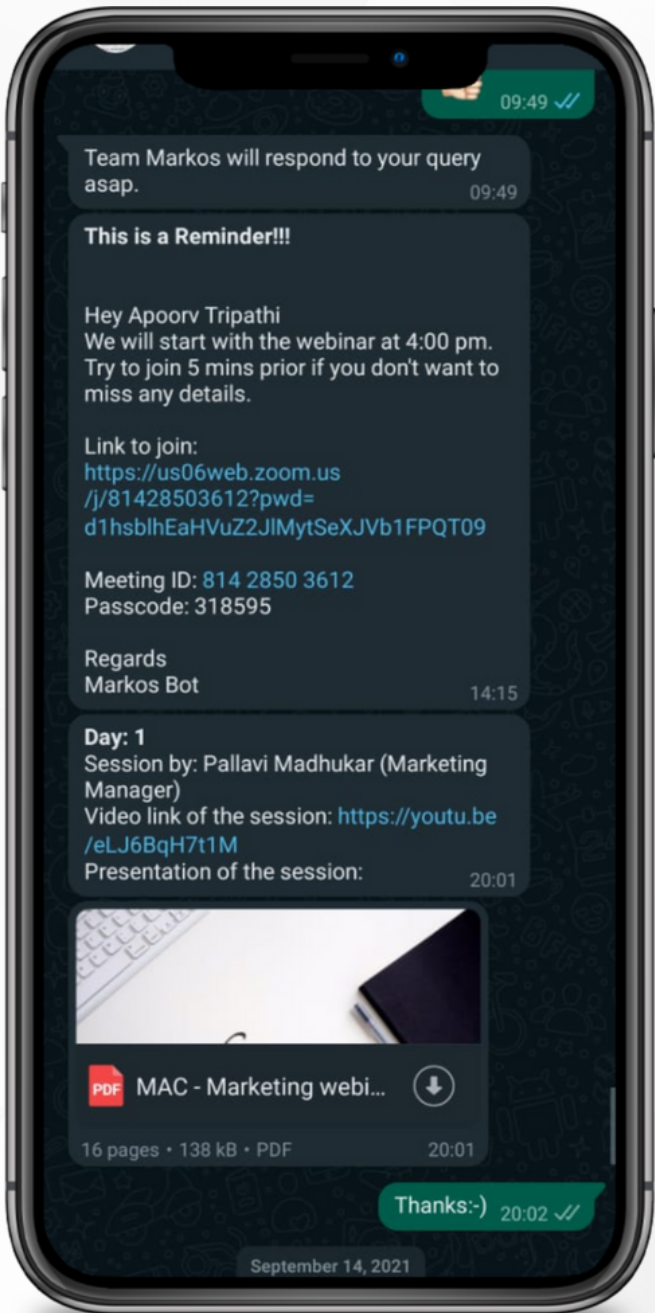 09:49
Team Markos will respond to your query
asap.
09:49
This is a Reminder!!!
Hey Apoorv Tripathi
We will start with the webinar at 4:00 pm.
Try to join 5 mins prior if you don't want to
miss any details.
Link to join:
https://us06web.zoom.us
/j/81428503612?pwd=
d1hsblhEaHVuZ2JlMytSeXJVb1FPQT09
Meeting ID: 814 2850 3612
Passcode: 318595
Regards
Markos Bot
14:15
Day: 1
Session by: Pallavi Madhukar (Marketing
Manager)
Video link of the session: https://youtu.be
/eLJ6BqH7t1M
Presentation of the session:
20:01
PDF MAC - Marketing webi...
16 pages • 138 kB • PDF 20:01
Thanks:-) 20:02
September 14, 2021